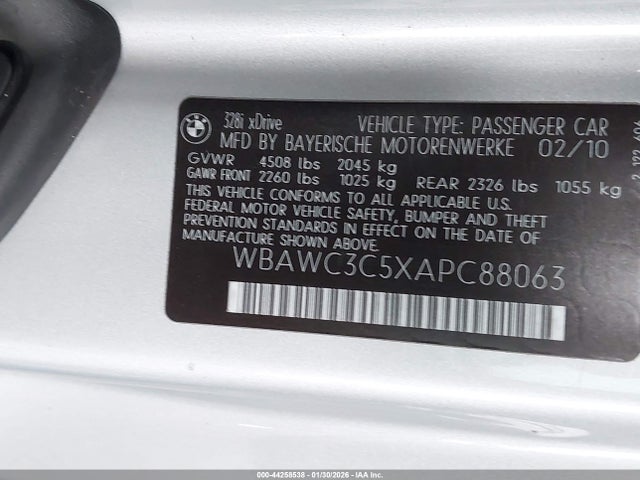 BMW
328i xDrive VEHICLE TYPE: PASSENGER CAR
MFD BY BAYERISCHE MOTORENWERKE 02/10
GVWR 4508 lbs 2045 kg
GAWR FRONT 2260 lbs 1025 kg REAR 2326 lbs 1055 kg
THIS VEHICLE CONFORMS TO ALL APPLICABLE U.S.
FEDERAL MOTOR VEHICLE SAFETY, BUMPER AND THEFT
PREVENTION STANDARDS IN EFFECT ON THE DATE OF
MANUFACTURE SHOWN ABOVE.
WBAWC3C5XAPC88063
000-44258538 - 01/30/2026 - IAA Inc.